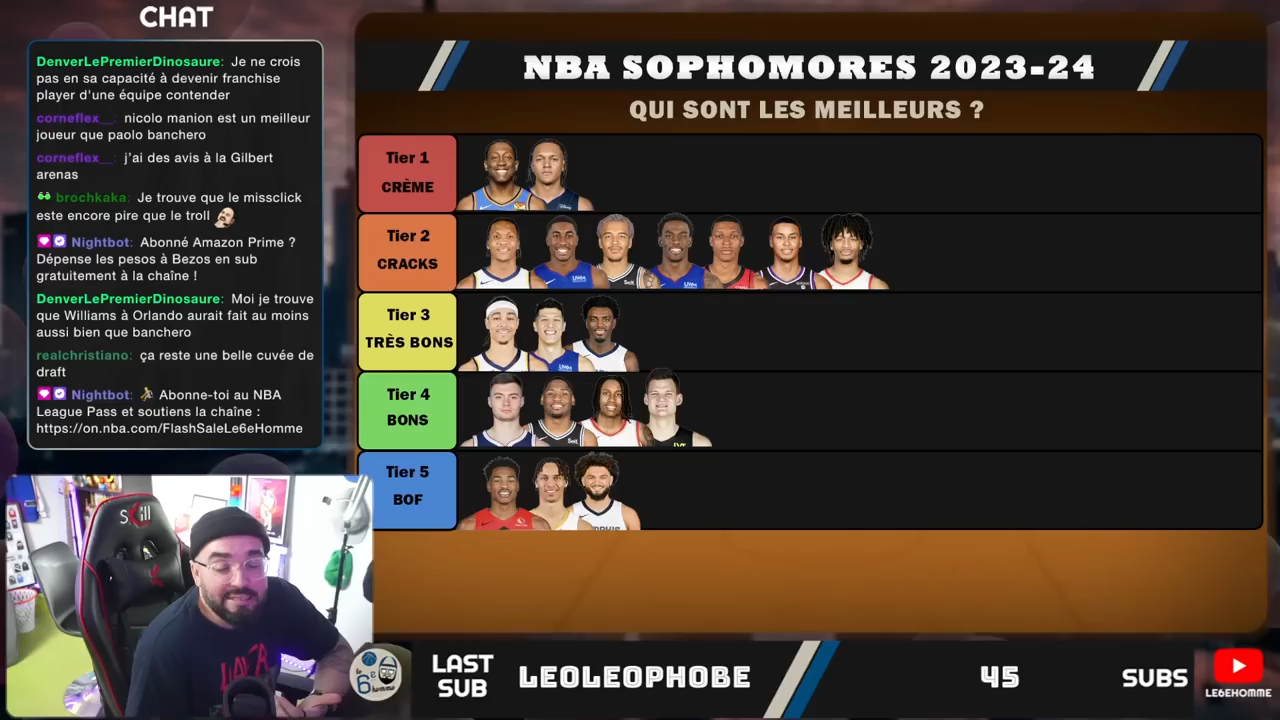 CHAT
DenverLePremierDinosaure: Je ne crois
pas en sa capacité à devenir franchise
player d'une équipe contender
corneflex__: nicolo manion est un meilleur
joueur que paolo banchero
corneflex__: j'ai des avis à la Gilbert
arenas
brochkaka: Je trouve que le missclick
este encore pire que le troll
Nightbot: Abonné Amazon Prime ?
Dépense les pesos à Bezos en sub
gratuitement à la chaîne !
DenverLePremierDinosaure: Moi je trouve
que Williams à Orlando aurait fait au moins
aussi bien que banchero
realchristiano: ça reste une belle cuvée de
draft
Nightbot: Abonne-toi au NBA
League Pass et soutiens la chaîne :
https://on.nba.com/FlashSaleLe6eHomme
NBA SOPHOMORES 2023-24
QUI SONT LES MEILLEURS ?
Tier 1
CRÈME
Tier 2
CRACKS
Tier 3
TRÈS BONS
Tier 4
BONS
Tier 5
BOF
LAST
SUB
LEOLEOPHOBE
45
SUBS
LE6EHOMME